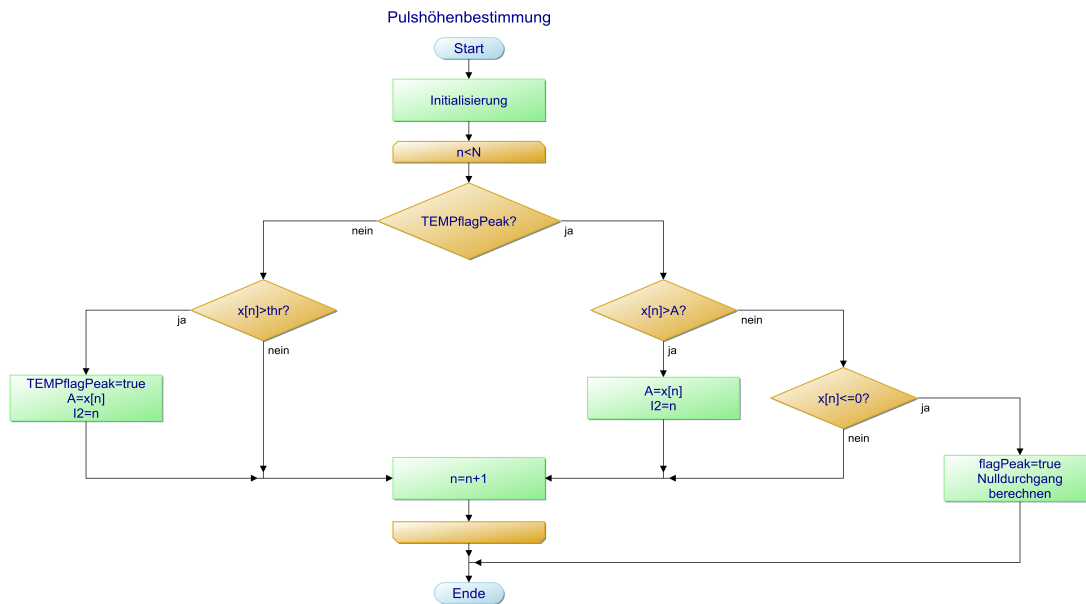 Pulshöhenbestimmung
Start
Initialisierung
n<N
TEMPflagPeak?
nein
ja
x[n]>thr?
x[n]>A?
ja
nein
nein
ja
TEMPflagPeak=true
A=x[n]
I2=n
A=x[n]
I2=n
x[n]<=0?
ja
nein
flagPeak=true
Nulldurchgang
berechnen
n=n+1
Ende